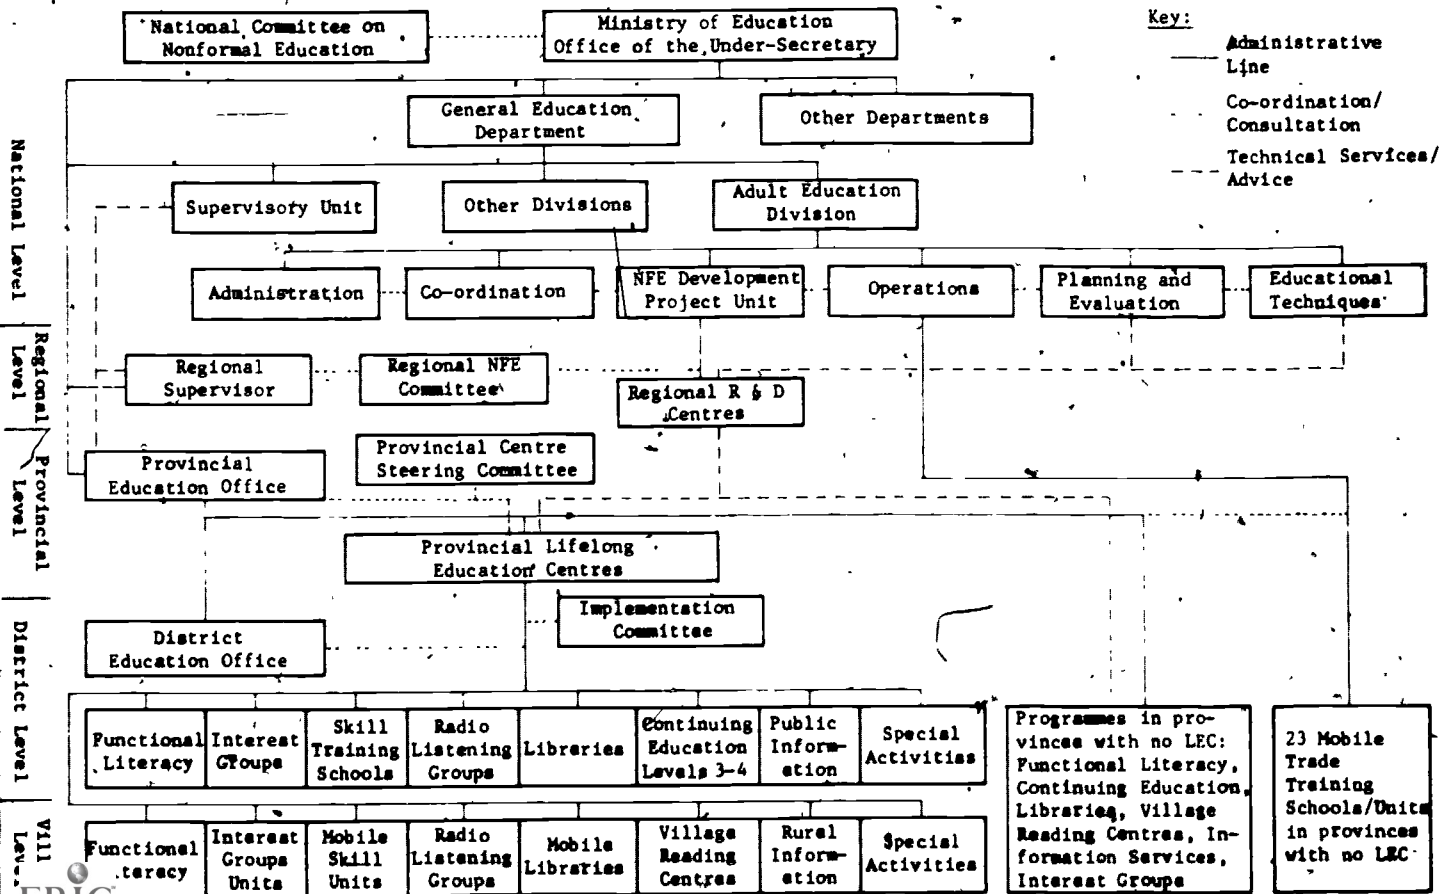 National Committee on
Nonformal Education
Ministry of Education
Office of the Under-Secretary
Key:
Administrative
Line
Co-ordination/
Consultation
Technical Services/
Advice
General Education
Department
Other Departments
National Level
Supervisory Unit
Other Divisions
Adult Education
Division
Administration
Co-ordination
NFE Development
Project Unit
Operations
Planning and
Evaluation
Educational
Techniques
Regional
Level
Regional
Supervisor
Regional NFE
Committee
Regional R & D
Centres
Provincial
Level
Provincial
Education Office
Provincial Centre
Steering Committee
Provincial Lifelong
Education Centres
Implementation
Committee
District Level
District
Education Office
Functional
Literacy
Interest
Groups
Skill
Training
Schools
Radio
Listening
Groups
Libraries
Continuing
Education
Levels 3-4
Public
Inform-
ation
Special
Activities
Programmes in pro-
vinces with no LEC:
Functional Literacy,
Continuing Education,
Libraries, Village
Reading Centres, In-
formation Services,
Interest Groups
23 Mobile
Trade
Training
Schools/Units
in provinces
with no LEC
Vill
Leve
Functional
teracy
Interest
Groups
Units
Mobile
Skill
Units
Radio
Listening
Groups
Mobile
Libraries
Village
Reading
Centres
Rural
Inform-
ation
Special
Activities
ERIC